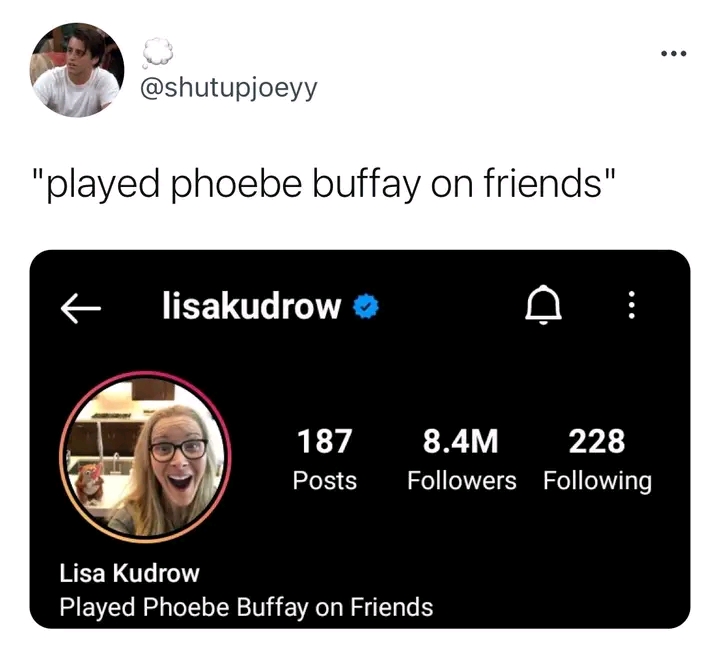 @shutupjoeyy
"played phoebe buffay on friends"
lisakudrow
187 8.4M 228
Posts Followers Following
Lisa Kudrow
Played Phoebe Buffay on Friends